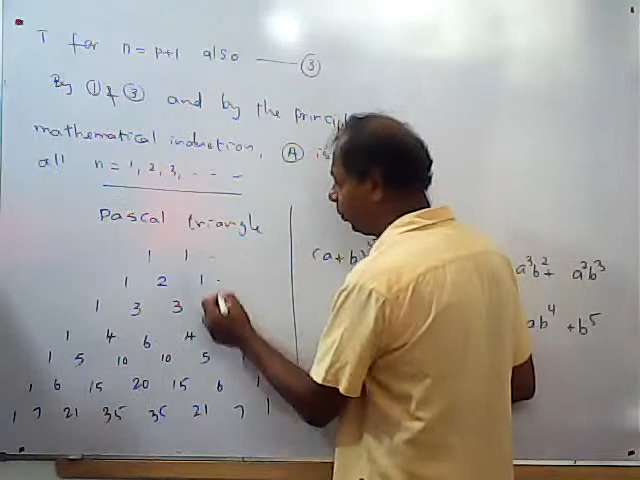 T for n = p+1 also —— ③
By ① & ③ and by the
mathematical induction, Ⓐ is
all n = 1, 2, 3, - - -
Pascal triangle
1 1
1 2 1
1 3 3
1 4 6 4
1 5 10 10 5
1 6 15 20 15 6 1
1 7 21 35 35 21 7 1
(a+b)
a³b² + a²b³
ab⁴ + b⁵